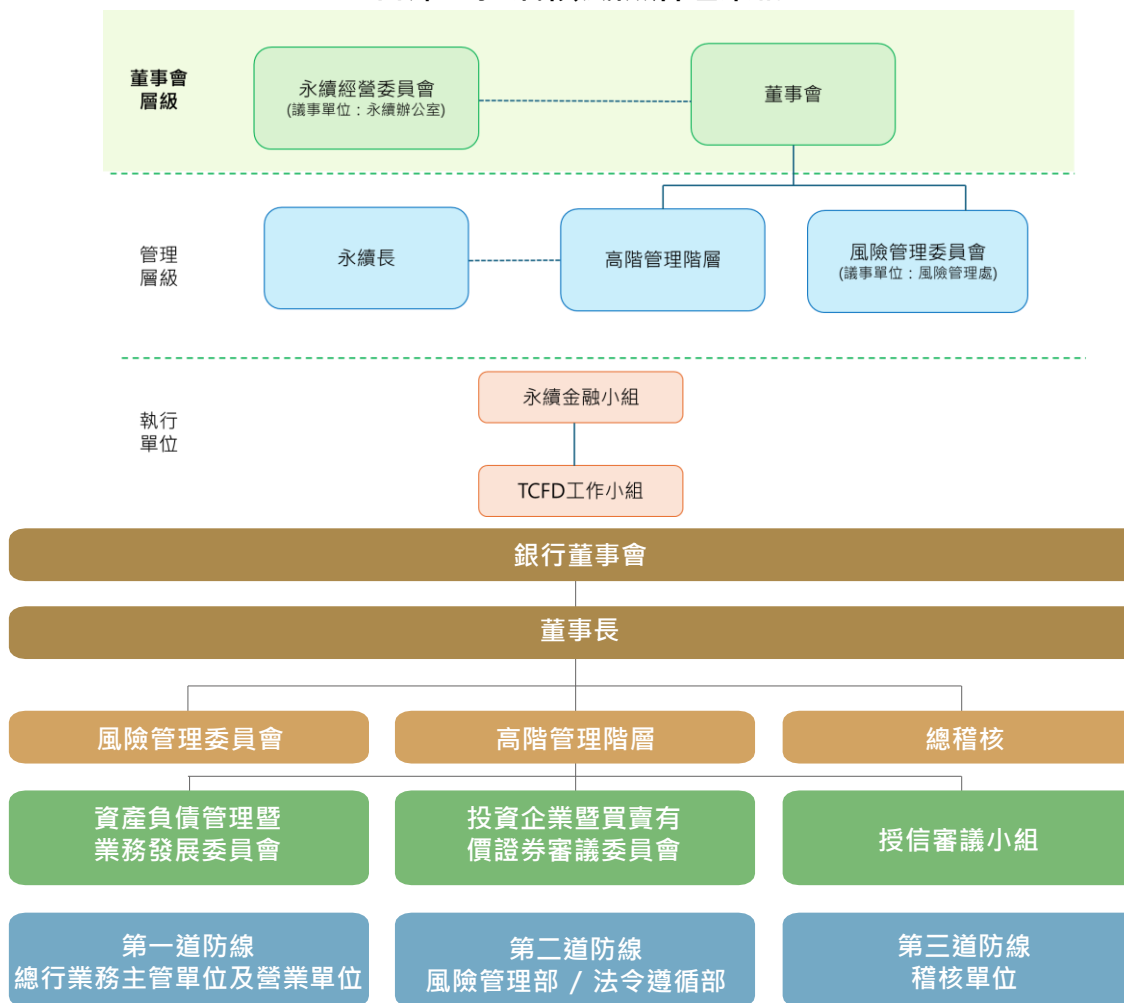 董事會
層級
永續經營委員會
(議事單位：永續辦公室)
董事會
管理
層級
永續長
高階管理階層
風險管理委員會
(議事單位：風險管理處)
執行
單位
永續金融小組
TCFD工作小組
銀行董事會
董事長
風險管理委員會
高階管理階層
總稽核
資產負債管理暨
業務發展委員會
投資企業暨買賣有
價證券審議委員會
授信審議小組
第一道防線
總行業務主管單位及營業單位
第二道防線
風險管理部 / 法令遵循部
第三道防線
稽核單位